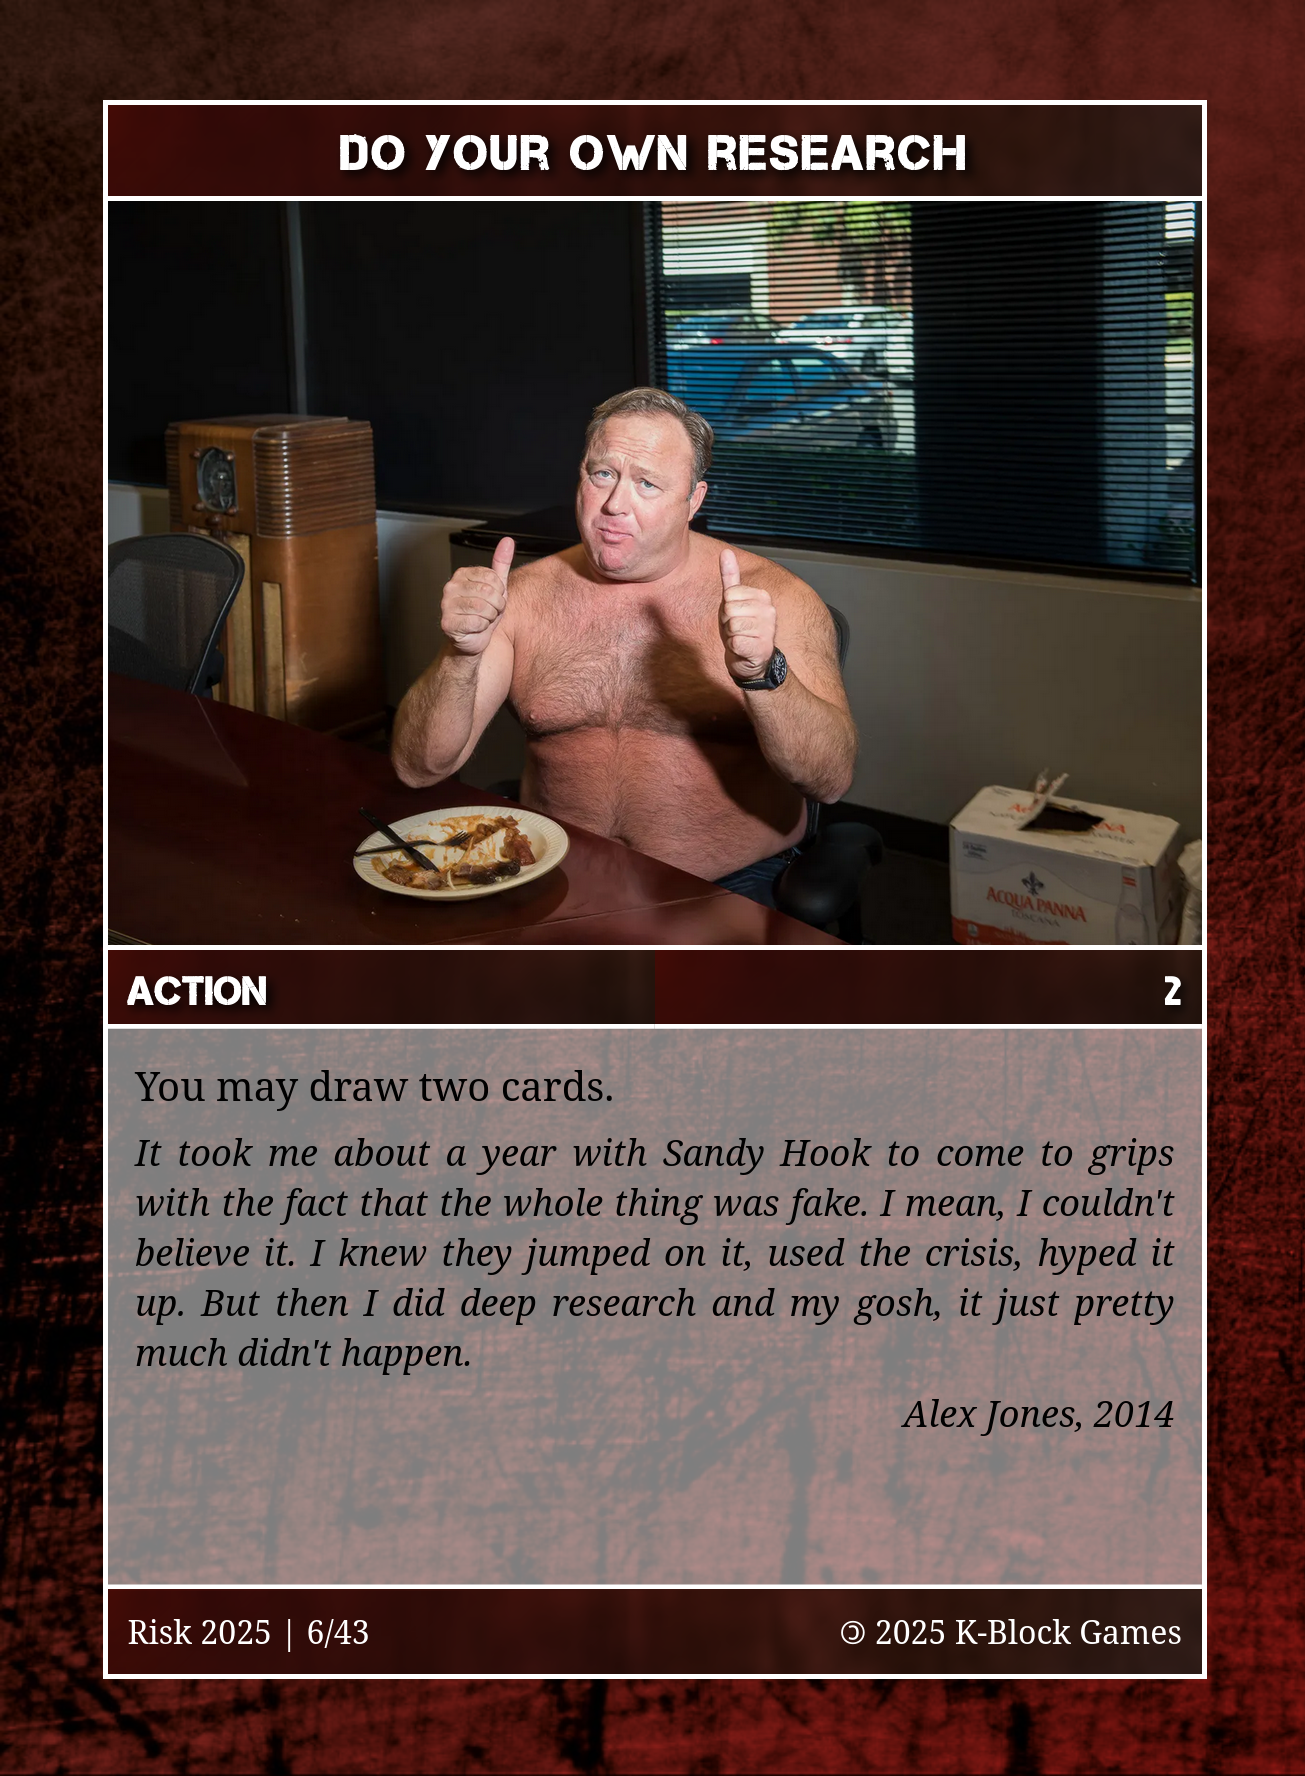 DO YOUR OWN RESEARCH
ACQUA PANNA
TOSCANA
ACTION
2
You may draw two cards.
It took me about a year with Sandy Hook to come to grips
with the fact that the whole thing was fake. I mean, I couldn't
believe it. I knew they jumped on it, used the crisis, hyped it
up. But then I did deep research and my gosh, it just pretty
much didn't happen.
Alex Jones, 2014
Risk 2025 | 6/43
🄯 2025 K-Block Games